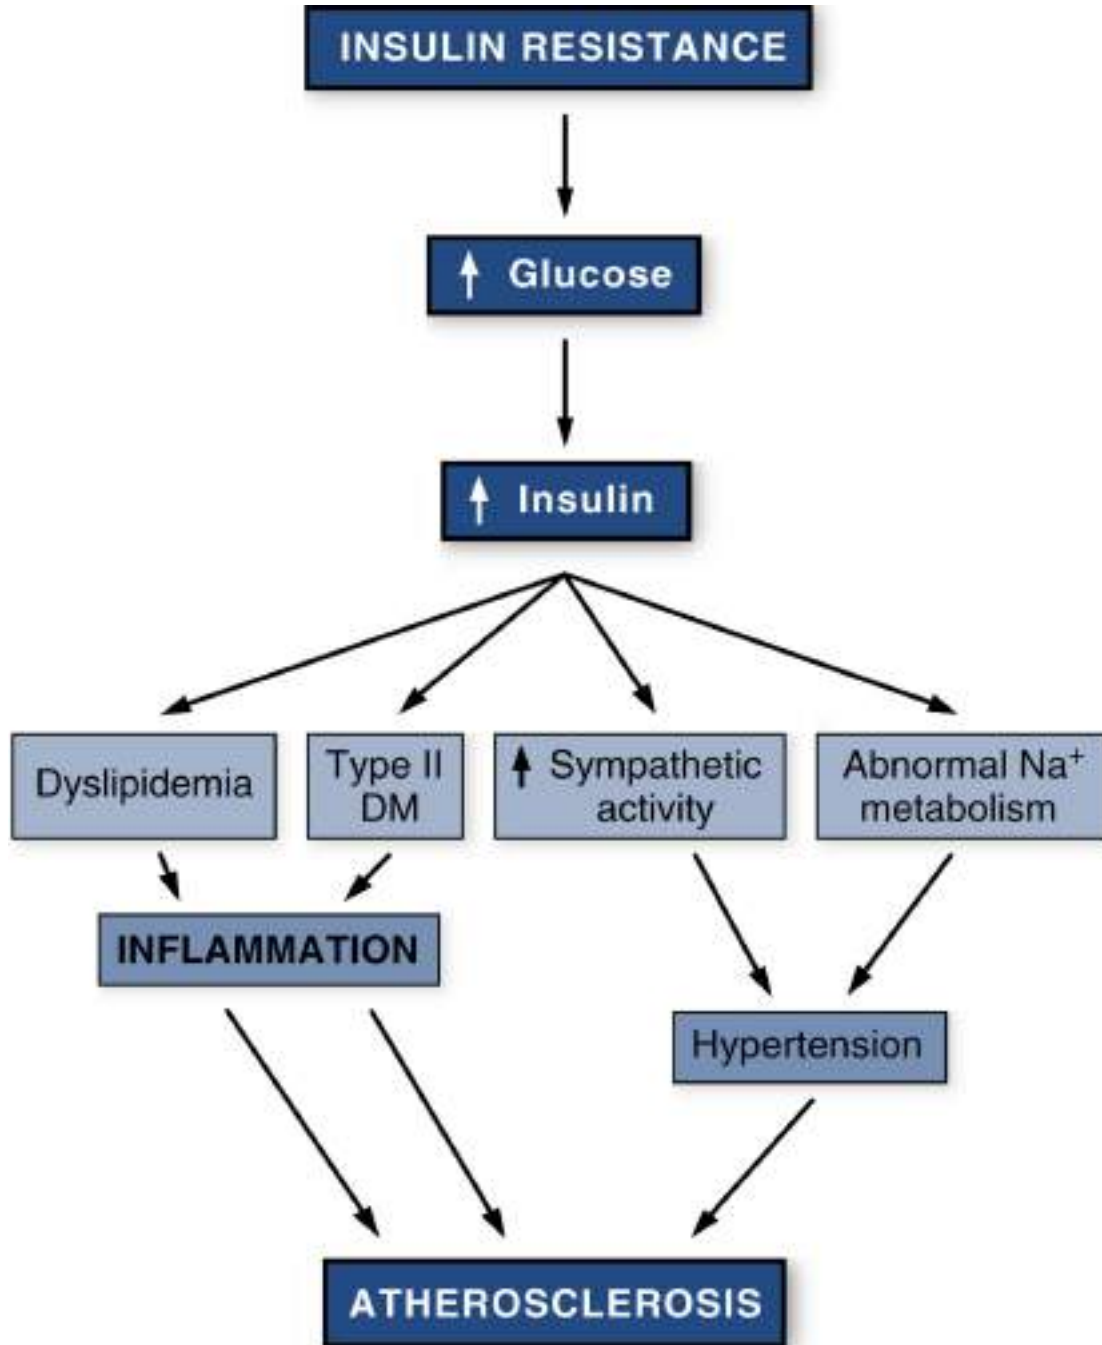 INSULIN RESISTANCE
↑ Glucose
↑ Insulin
Dyslipidemia
Type II
DM
↑ Sympathetic
activity
Abnormal Na⁺
metabolism
INFLAMMATION
Hypertension
ATHEROSCLEROSIS